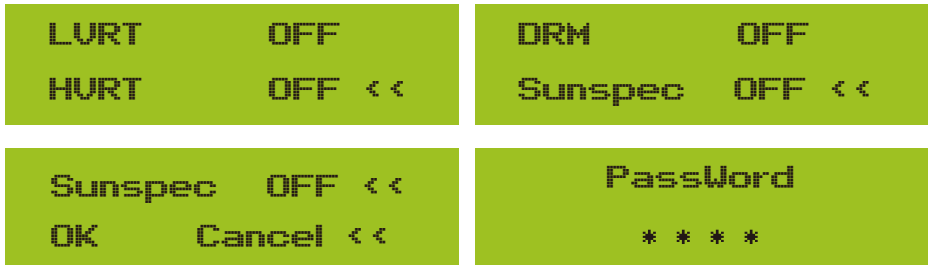 LVRT OFF
HVRT OFF <<
DRM OFF
Sunspec OFF <<
Sunspec OFF <<
OK Cancel <<
PassWord
* * * *